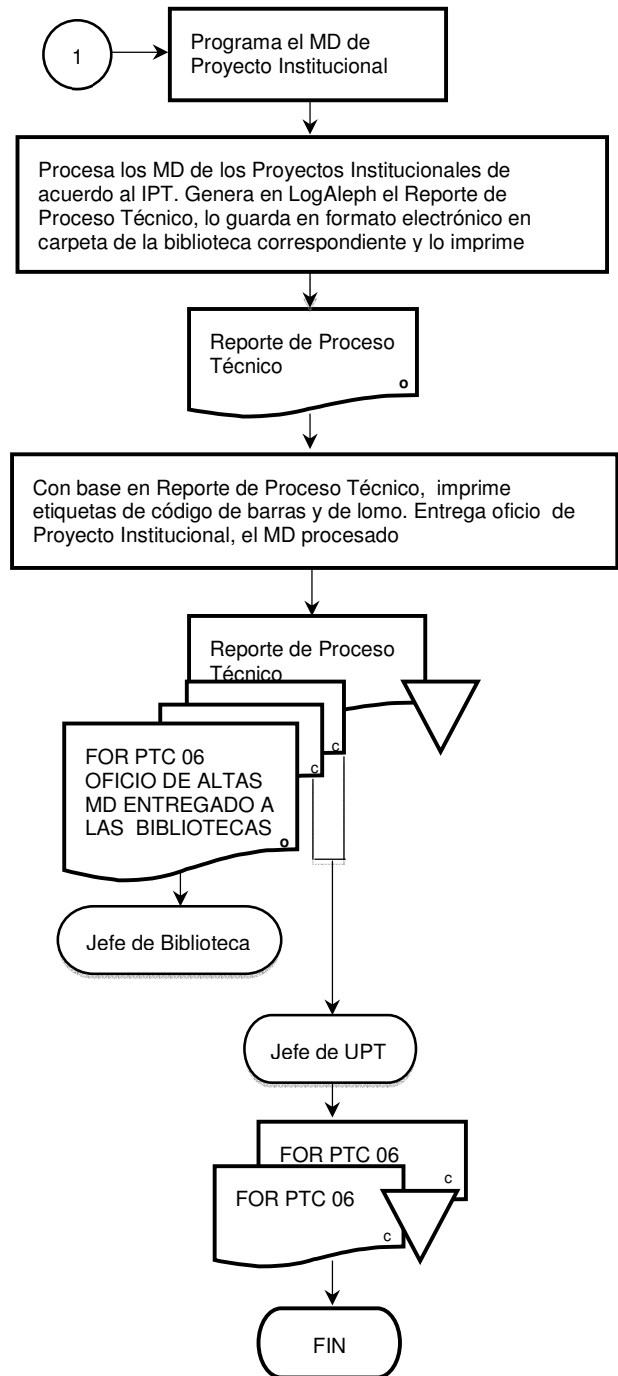 1
Programa el MD de
Proyecto Institucional
Procesa los MD de los Proyectos Institucionales de
acuerdo al IPT. Genera en LogAleph el Reporte de
Proceso Técnico, lo guarda en formato electrónico en
carpeta de la biblioteca correspondiente y lo imprime
Reporte de Proceso
Técnico
o
Con base en Reporte de Proceso Técnico, imprime
etiquetas de código de barras y de lomo. Entrega oficio de
Proyecto Institucional, el MD procesado
Reporte de Proceso
Técnico
c
c
FOR PTC 06
OFICIO DE ALTAS
MD ENTREGADO A
LAS BIBLIOTECAS
o
Jefe de Biblioteca
Jefe de UPT
FOR PTC 06
c
FOR PTC 06
c
FIN